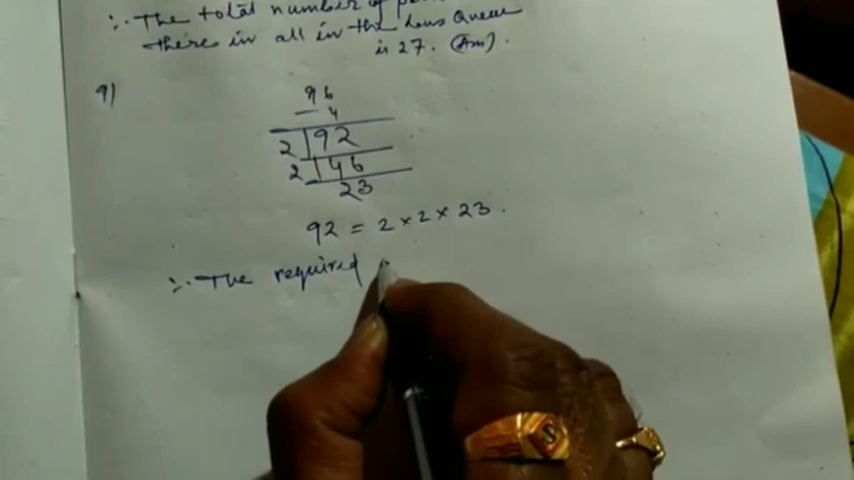 ∴ The total number of
there in all in the bus Queue
is 27. (Ans).
9)
96
— 4
2 | 92
2 | 46
23
92 = 2 × 2 × 23.
∴ The required